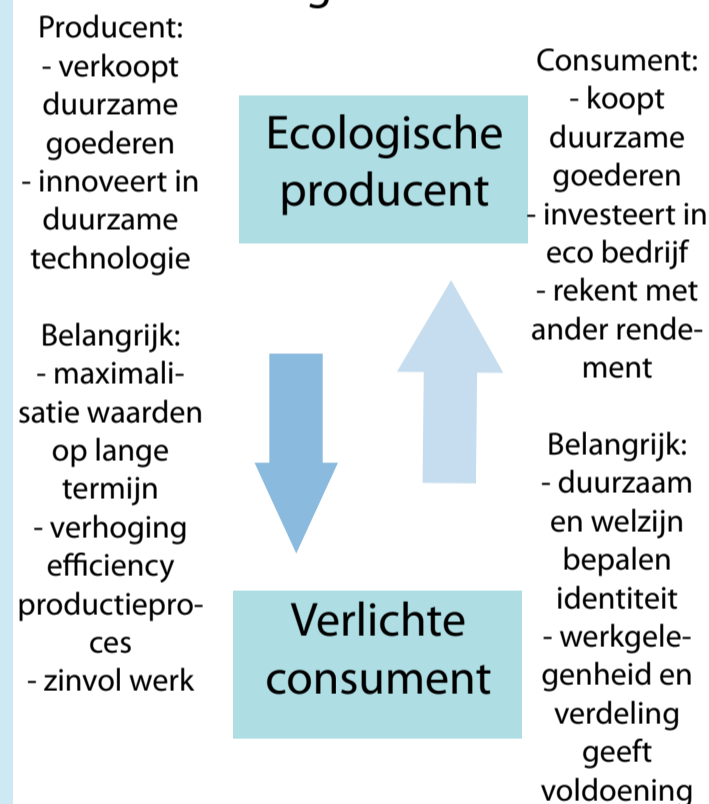 Producent:
- verkoopt
duurzame
goederen
- innoveert in
duurzame
technologie
Belangrijk:
- maximali-
satie waarden
op lange
termijn
- verhoging
efficiency
productiepro-
ces
- zinvol werk
Ecologische
producent
Verlichte
consument
Consument:
- koopt
duurzame
goederen
- investeert in
eco bedrijf
- rekent met
ander rende-
ment
Belangrijk:
- duurzaam
en welzijn
bepalen
identiteit
- werkgele-
genheid en
verdeling
geeft
voldoening